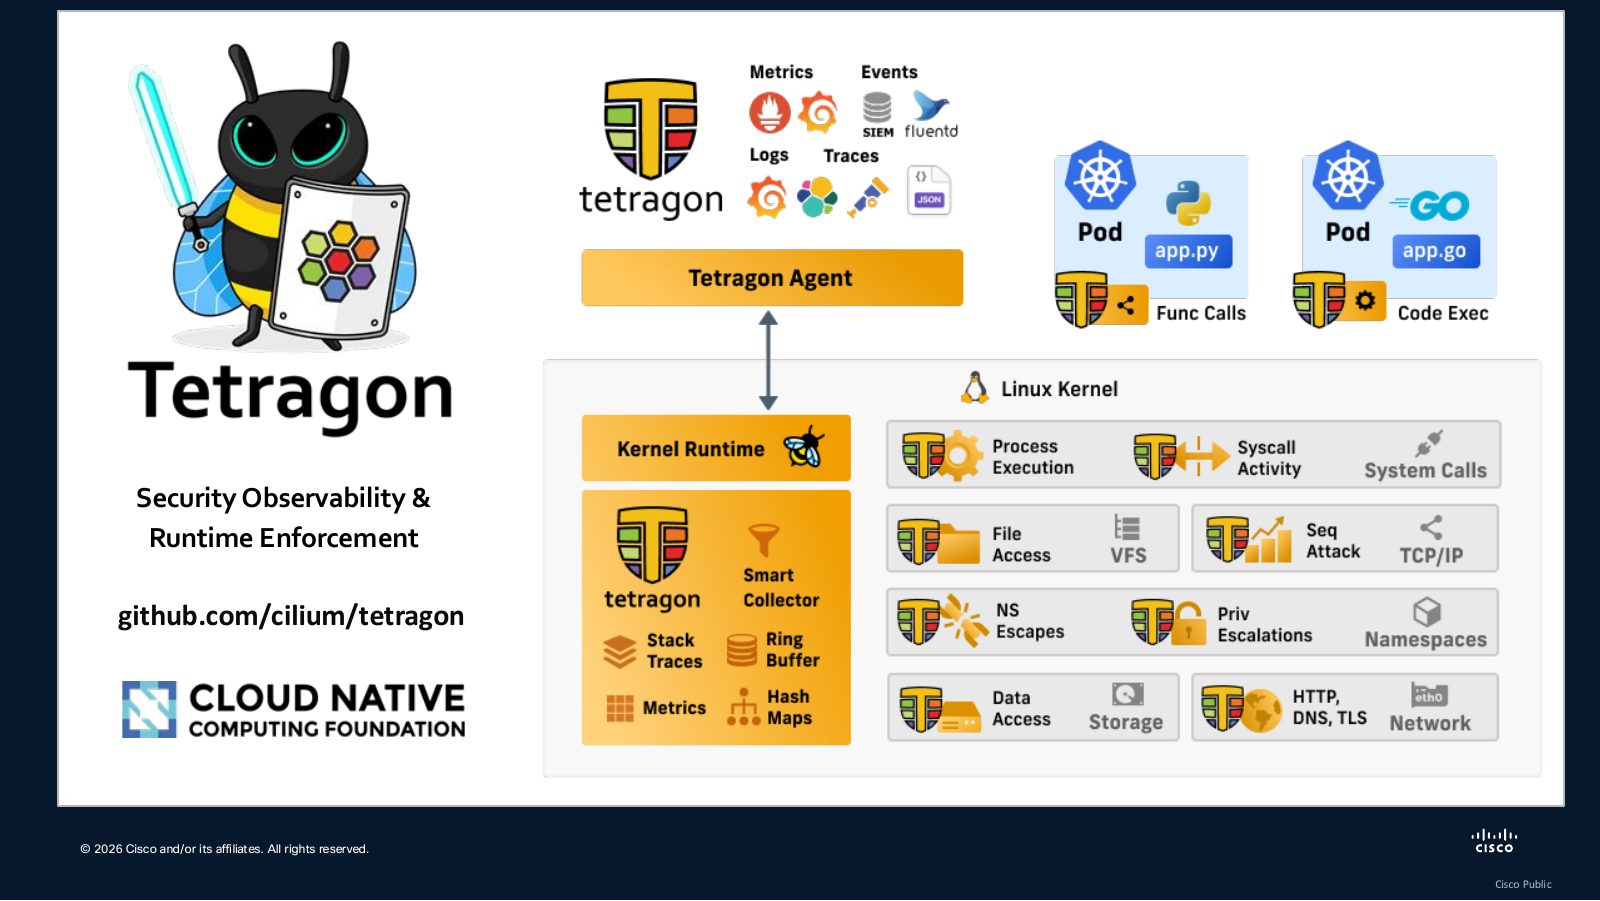 Tetragon
Security Observability &
Runtime Enforcement
github.com/cilium/tetragon
CLOUD NATIVE
COMPUTING FOUNDATION
tetragon
Metrics
Events
SIEM
fluentd
Logs
Traces
{}
JSON
Tetragon Agent
Pod
app.py
Func Calls
Pod
GO
app.go
Code Exec
Linux Kernel
Kernel Runtime
tetragon
Smart
Collector
Stack
Traces
Ring
Buffer
Metrics
Hash
Maps
Process
Execution
Syscall
Activity
System Calls
File
Access
VFS
Seq
Attack
TCP/IP
NS
Escapes
Priv
Escalations
Namespaces
Data
Access
Storage
HTTP,
DNS, TLS
eth0
Network
© 2026 Cisco and/or its affiliates. All rights reserved.
CISCO
Cisco Public